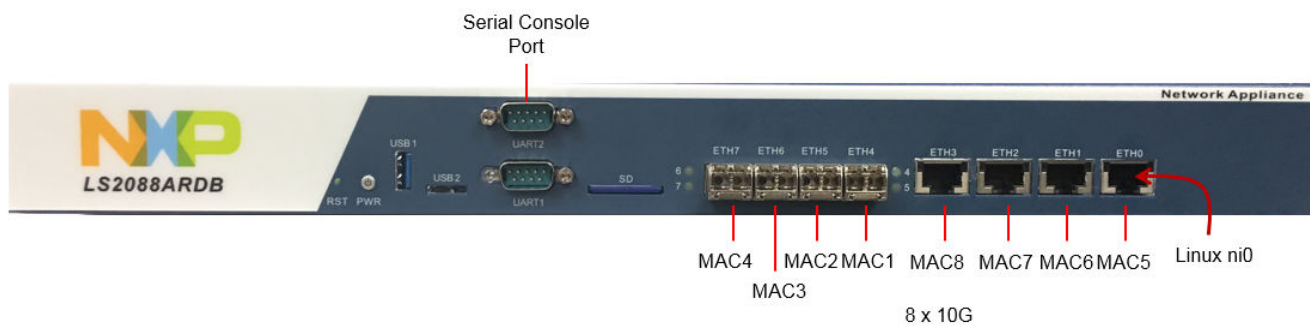 Serial Console
Port
Network Appliance
NXP
LS2088ARDB
RST
PWR
USB1
USB2
UART2
UART1
SD
6
7
ETH7
ETH6
ETH5
ETH4
4
5
ETH3
ETH2
ETH1
ETH0
MAC4
MAC3
MAC2
MAC1
MAC8
MAC7
MAC6
MAC5
Linux ni0
8 x 10G